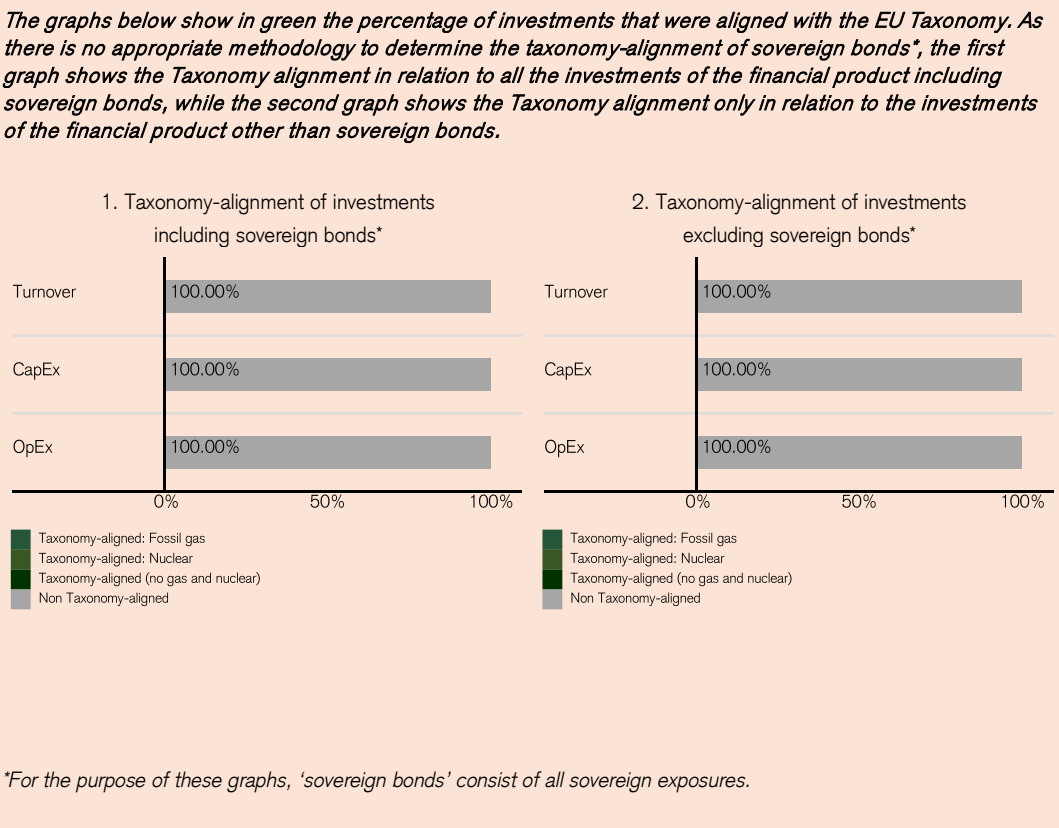 The graphs below show in green the percentage of investments that were aligned with the EU Taxonomy. As
there is no appropriate methodology to determine the taxonomy-alignment of sovereign bonds*, the first
graph shows the Taxonomy alignment in relation to all the investments of the financial product including
sovereign bonds, while the second graph shows the Taxonomy alignment only in relation to the investments
of the financial product other than sovereign bonds.
1. Taxonomy-alignment of investments
including sovereign bonds*
Turnover
100.00%
CapEx
100.00%
OpEx
100.00%
0% 50% 100%
Taxonomy-aligned: Fossil gas
Taxonomy-aligned: Nuclear
Taxonomy-aligned (no gas and nuclear)
Non Taxonomy-aligned
2. Taxonomy-alignment of investments
excluding sovereign bonds*
Turnover
100.00%
CapEx
100.00%
OpEx
100.00%
0% 50% 100%
Taxonomy-aligned: Fossil gas
Taxonomy-aligned: Nuclear
Taxonomy-aligned (no gas and nuclear)
Non Taxonomy-aligned
*For the purpose of these graphs, ‘sovereign bonds’ consist of all sovereign exposures.